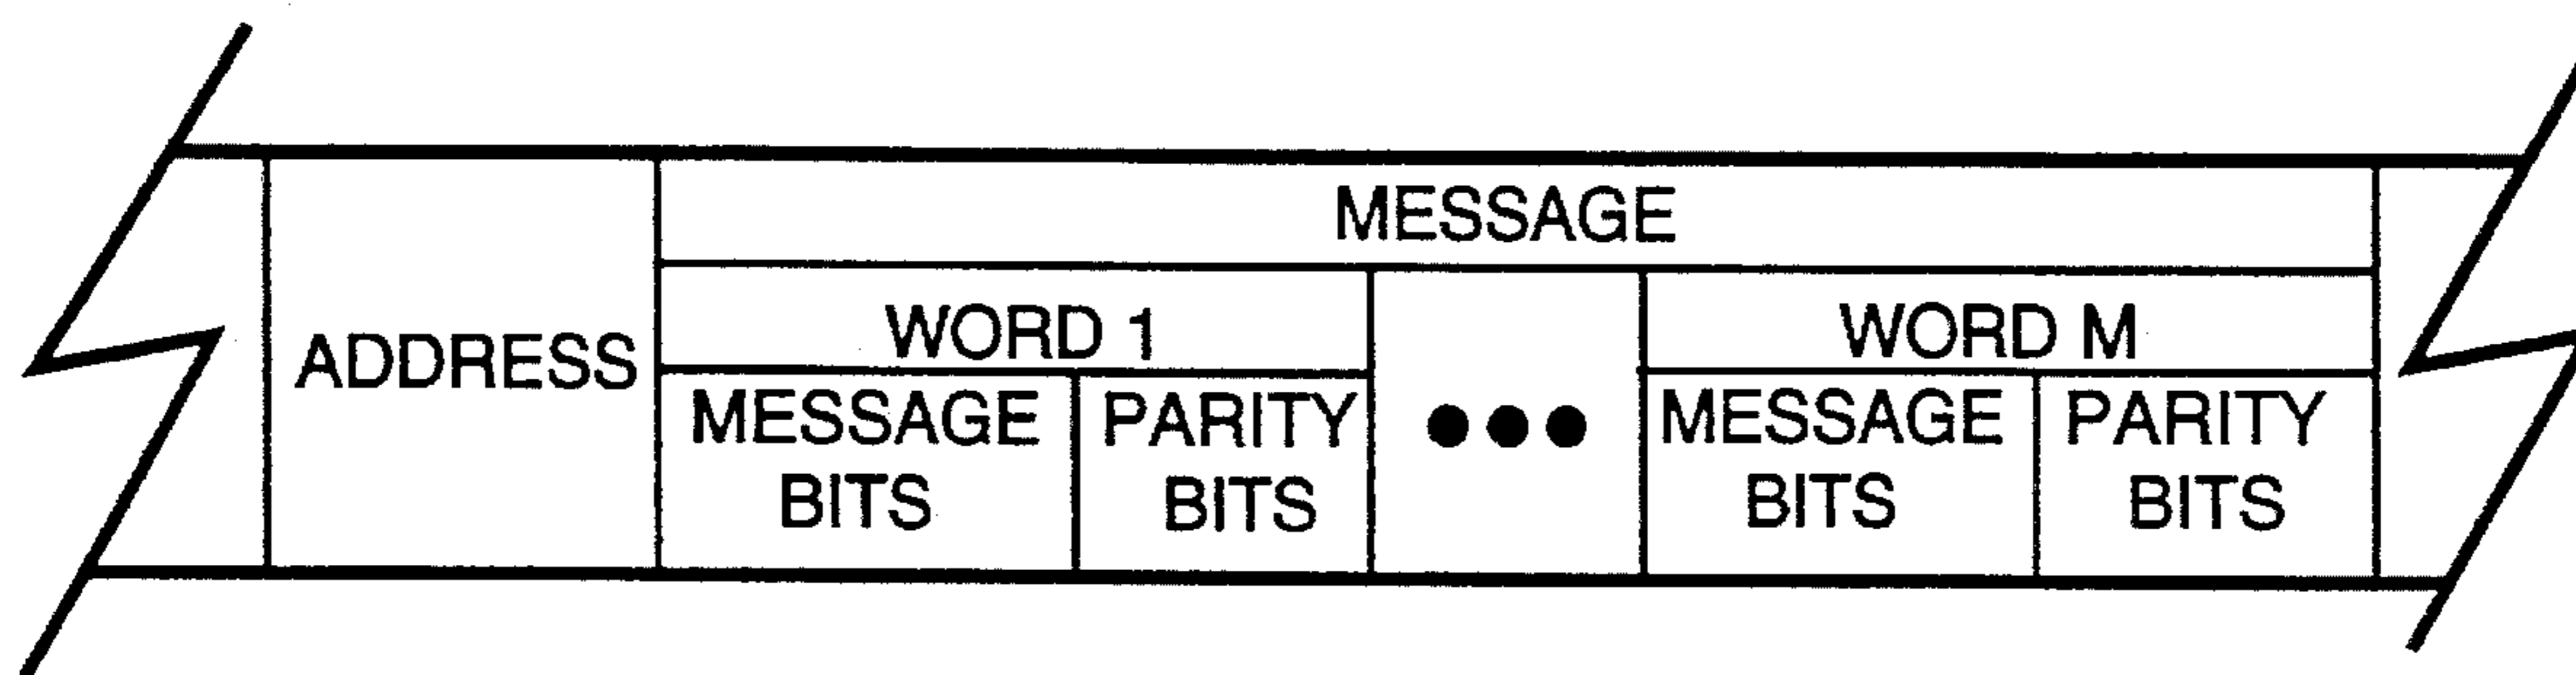 ADDRESS
MESSAGE
WORD 1
MESSAGE
BITS
PARITY
BITS
●●●
WORD M
MESSAGE
BITS
PARITY
BITS